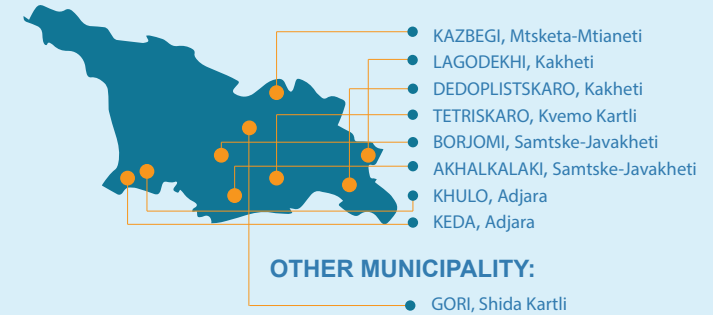 KAZBEGI, Mtsketa-Mtianeti
LAGODEKHI, Kakheti
DEDOPLISTSKARO, Kakheti
TETRISKARO, Kvemo Kartli
BORJOMI, Samtske-Javakheti
AKHALKALAKI, Samtske-Javakheti
KHULO, Adjara
KEDA, Adjara
OTHER MUNICIPALITY:
GORI, Shida Kartli